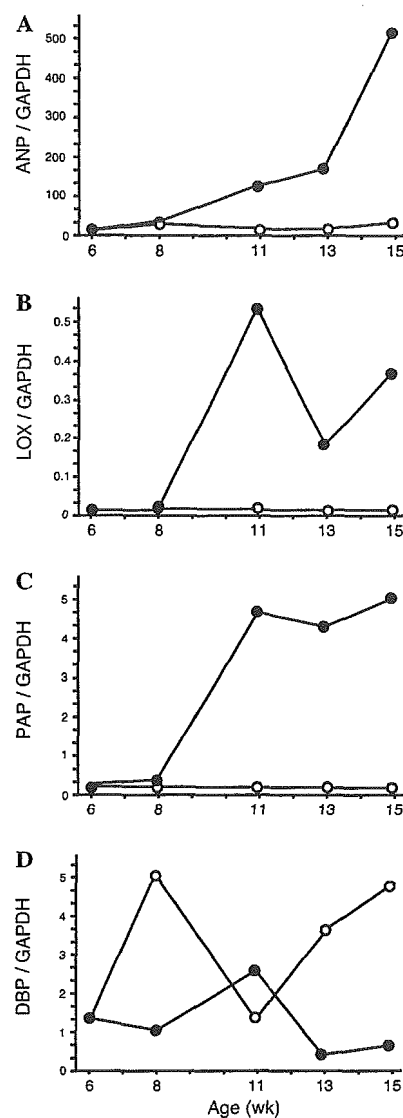 A
ANP / GAPDH
500
400
300
200
100
0
6 8 11 13 15
B
LOX / GAPDH
0.5
0.4
0.3
0.2
0.1
0
6 8 11 13 15
C
PAP / GAPDH
5
4
3
2
1
0
6 8 11 13 15
D
DBP / GAPDH
5
4
3
2
1
0
6 8 11 13 15
Age (wk)